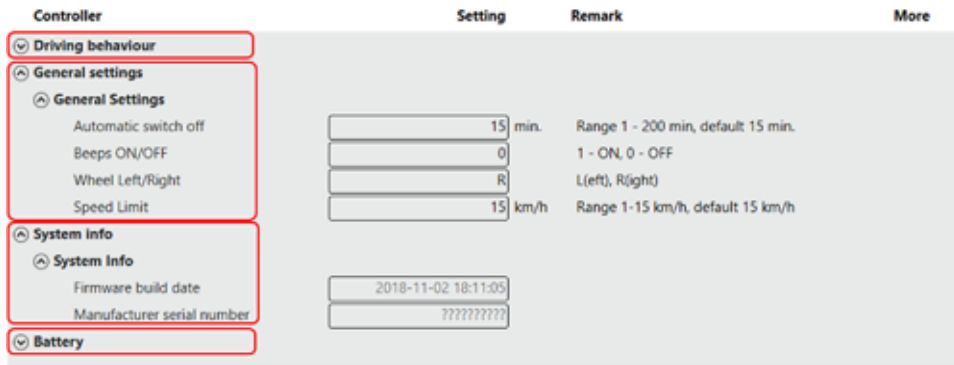 Controller Setting Remark More
Driving behaviour
General settings
General Settings
Automatic switch off 15 min. Range 1 - 200 min, default 15 min.
Beeps ON/OFF 0 1 - ON, 0 - OFF
Wheel Left/Right R L(eft), R(ight)
Speed Limit 15 km/h Range 1-15 km/h, default 15 km/h
System info
System Info
Firmware build date 2018-11-02 18:11:05
Manufacturer serial number ??????????
Battery